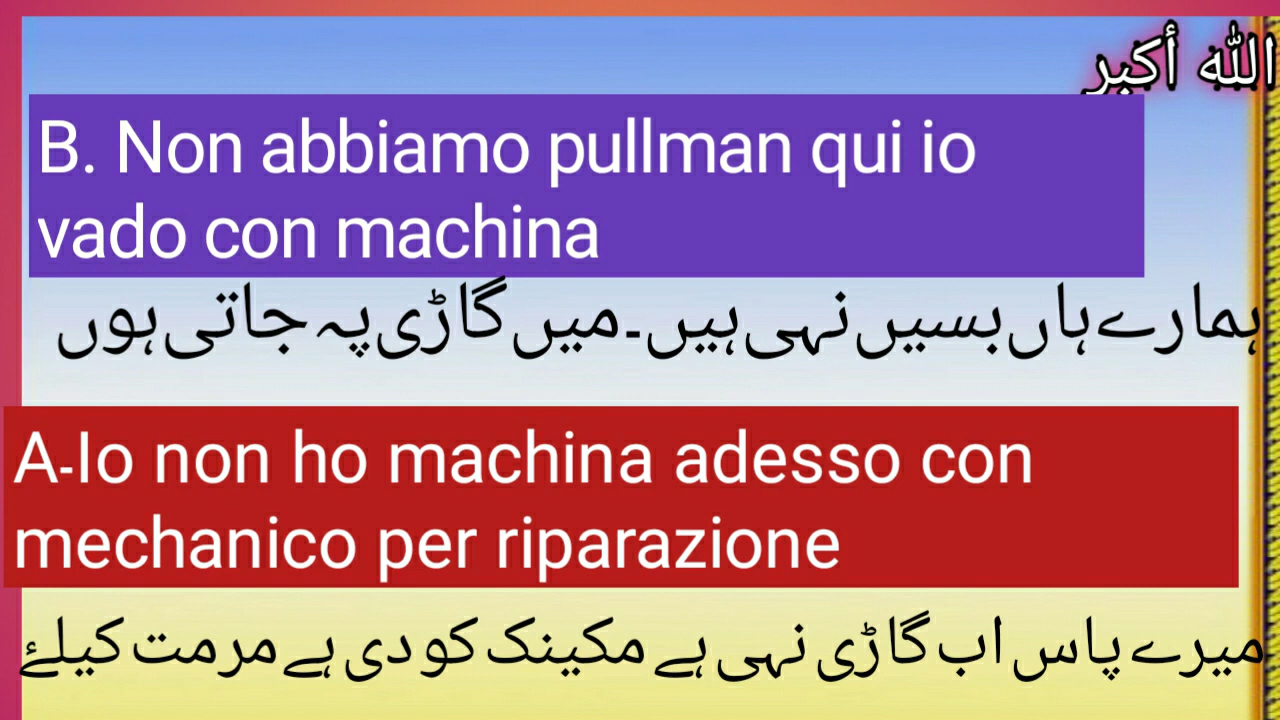 الله أكبر
B. Non abbiamo pullman qui io
vado con machina
ہمارے ہاں بسیں نہی ہیں۔ میں گاڑی پہ جاتی ہوں
A-Io non ho machina adesso con
mechanico per riparazione
میرے پاس اب گاڑی نہی ہے مکینک کو دی ہے مرمت کیلۓ